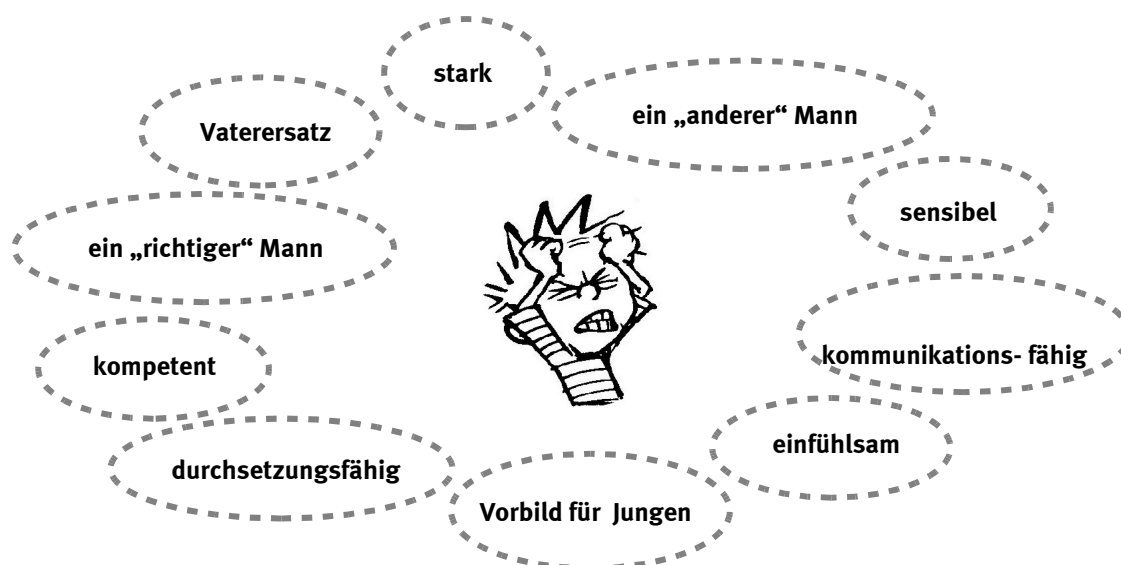 stark
ein „anderer“ Mann
Vaterersatz
sensibel
ein „richtiger“ Mann
kommunikations- fähig
kompetent
einfühlsam
durchsetzungsfähig
Vorbild für Jungen